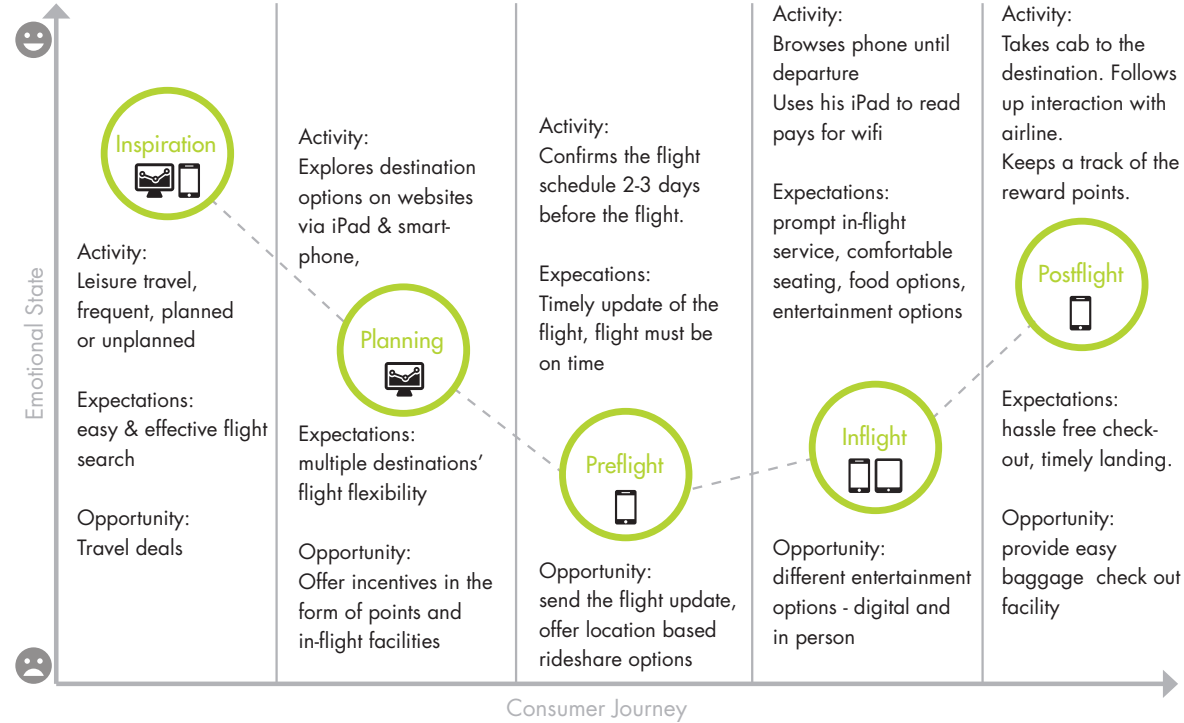 Emotional State
Inspiration
Activity:
Leisure travel,
frequent, planned
or unplanned
Expectations:
easy & effective flight
search
Opportunity:
Travel deals
Activity:
Explores destination
options on websites
via iPad & smart-
phone,
Planning
Expectations:
multiple destinations’
flight flexibility
Opportunity:
Offer incentives in the
form of points and
in-flight facilities
Activity:
Confirms the flight
schedule 2-3 days
before the flight.
Expecations:
Timely update of the
flight, flight must be
on time
Preflight
Opportunity:
send the flight update,
offer location based
rideshare options
Activity:
Browses phone until
departure
Uses his iPad to read
pays for wifi
Expectations:
prompt in-flight
service, comfortable
seating, food options,
entertainment options
Inflight
Opportunity:
different entertainment
options - digital and
in person
Activity:
Takes cab to the
destination. Follows
up interaction with
airline.
Keeps a track of the
reward points.
Postflight
Expectations:
hassle free check-
out, timely landing.
Opportunity:
provide easy
baggage  check out
facility
Consumer Journey